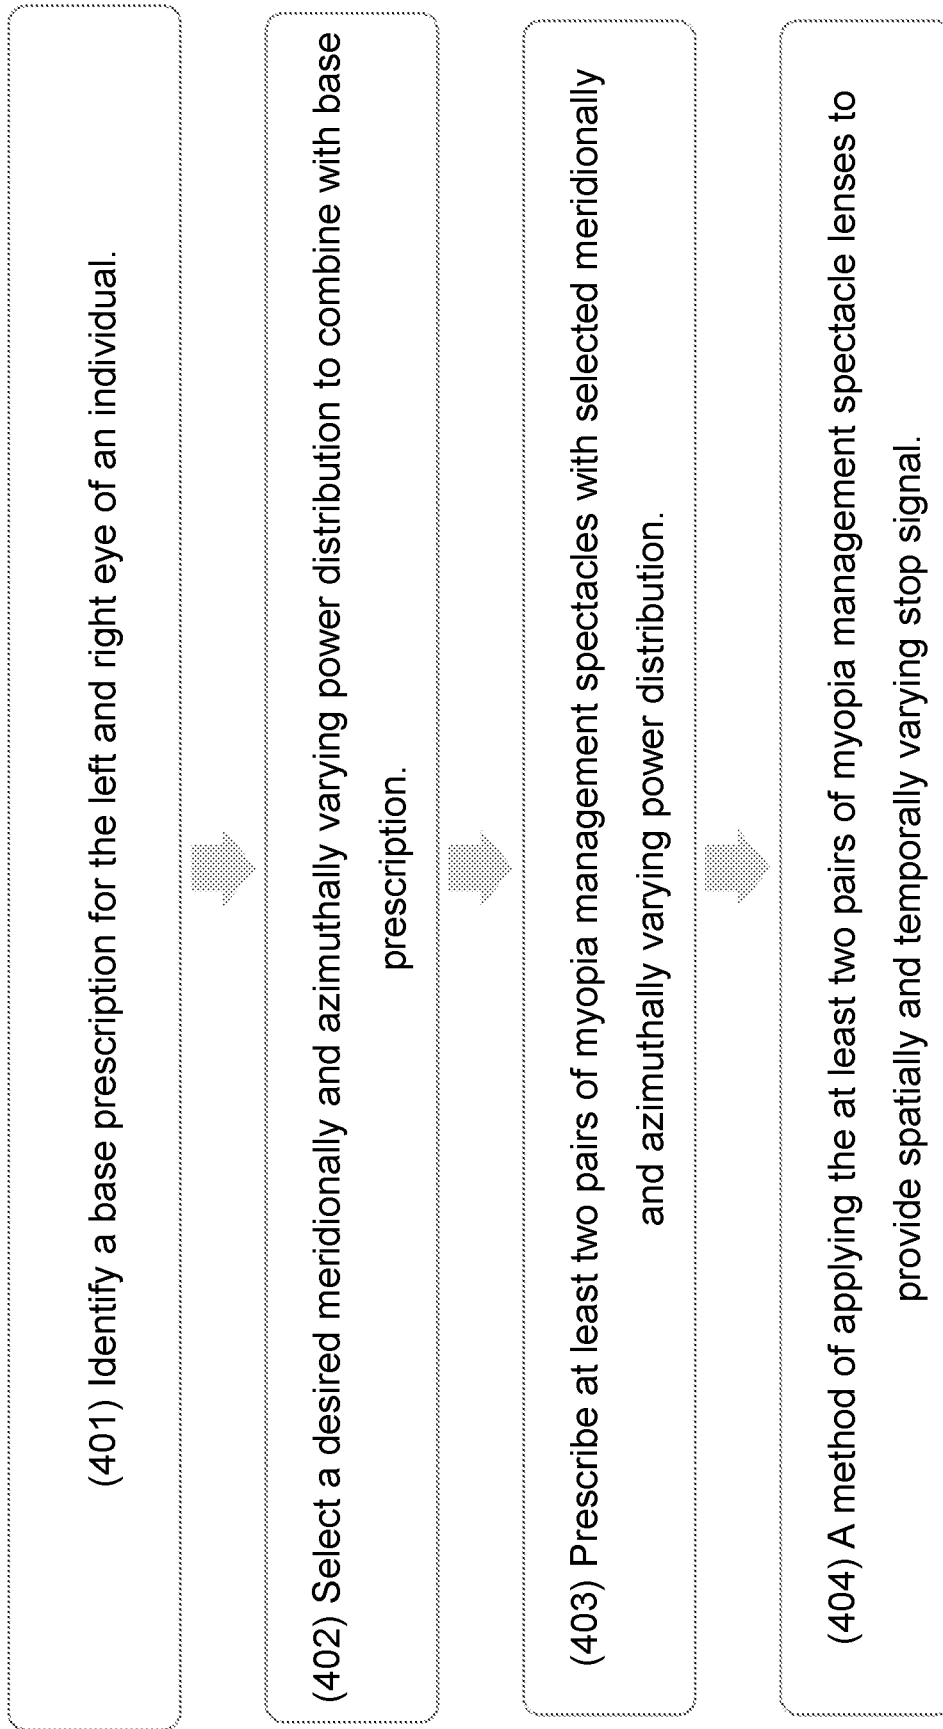 (401) Identify a base prescription for the left and right eye of an individual.
(402) Select a desired meridionally and azimuthally varying power distribution to combine with base
prescription.
(403) Prescribe at least two pairs of myopia management spectacles with selected meridionally
and azimuthally varying power distribution.
(404) A method of applying the at least two pairs of myopia management spectacle lenses to
provide spatially and temporally varying stop signal.